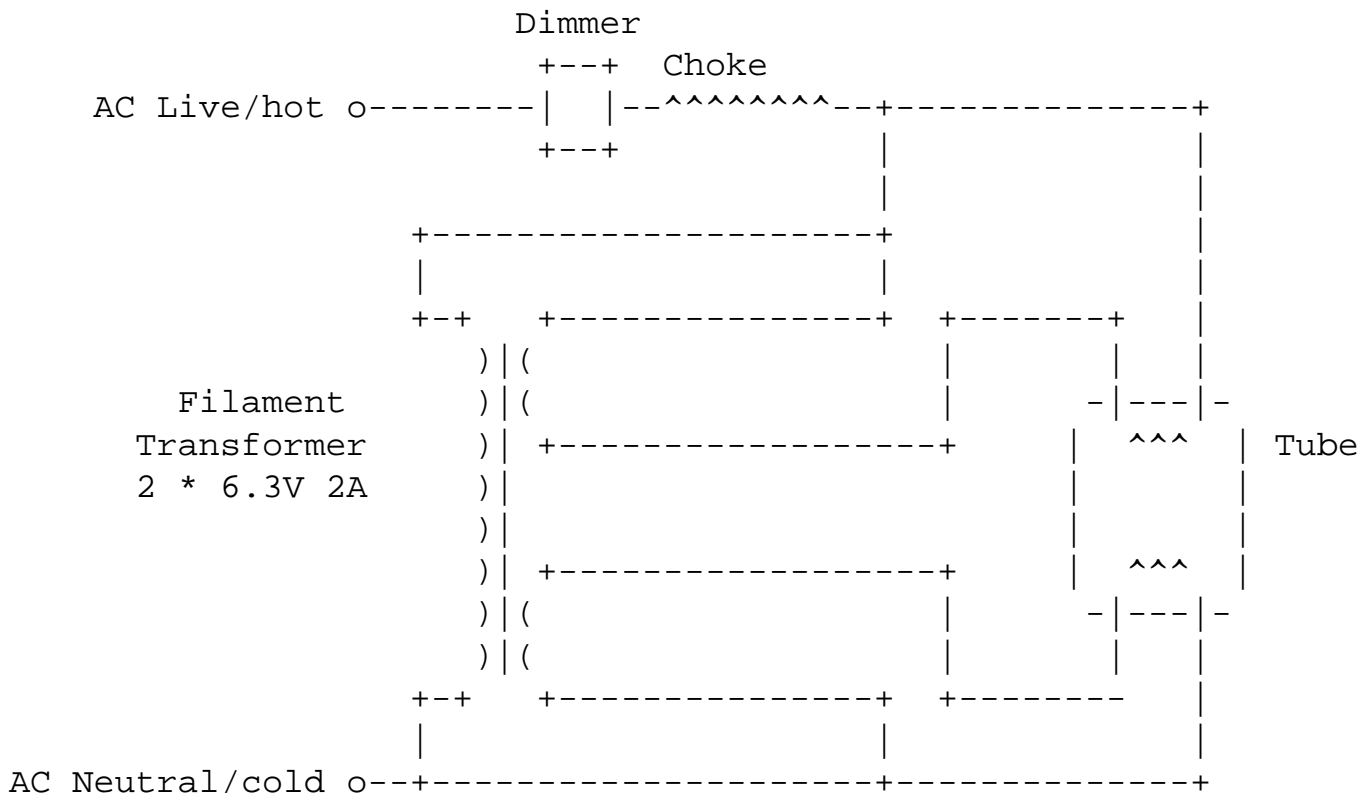 Dimmer
Choke
AC Live/hot
Filament
Transformer
Tube
2 * 6.3V 2A
AC Neutral/cold